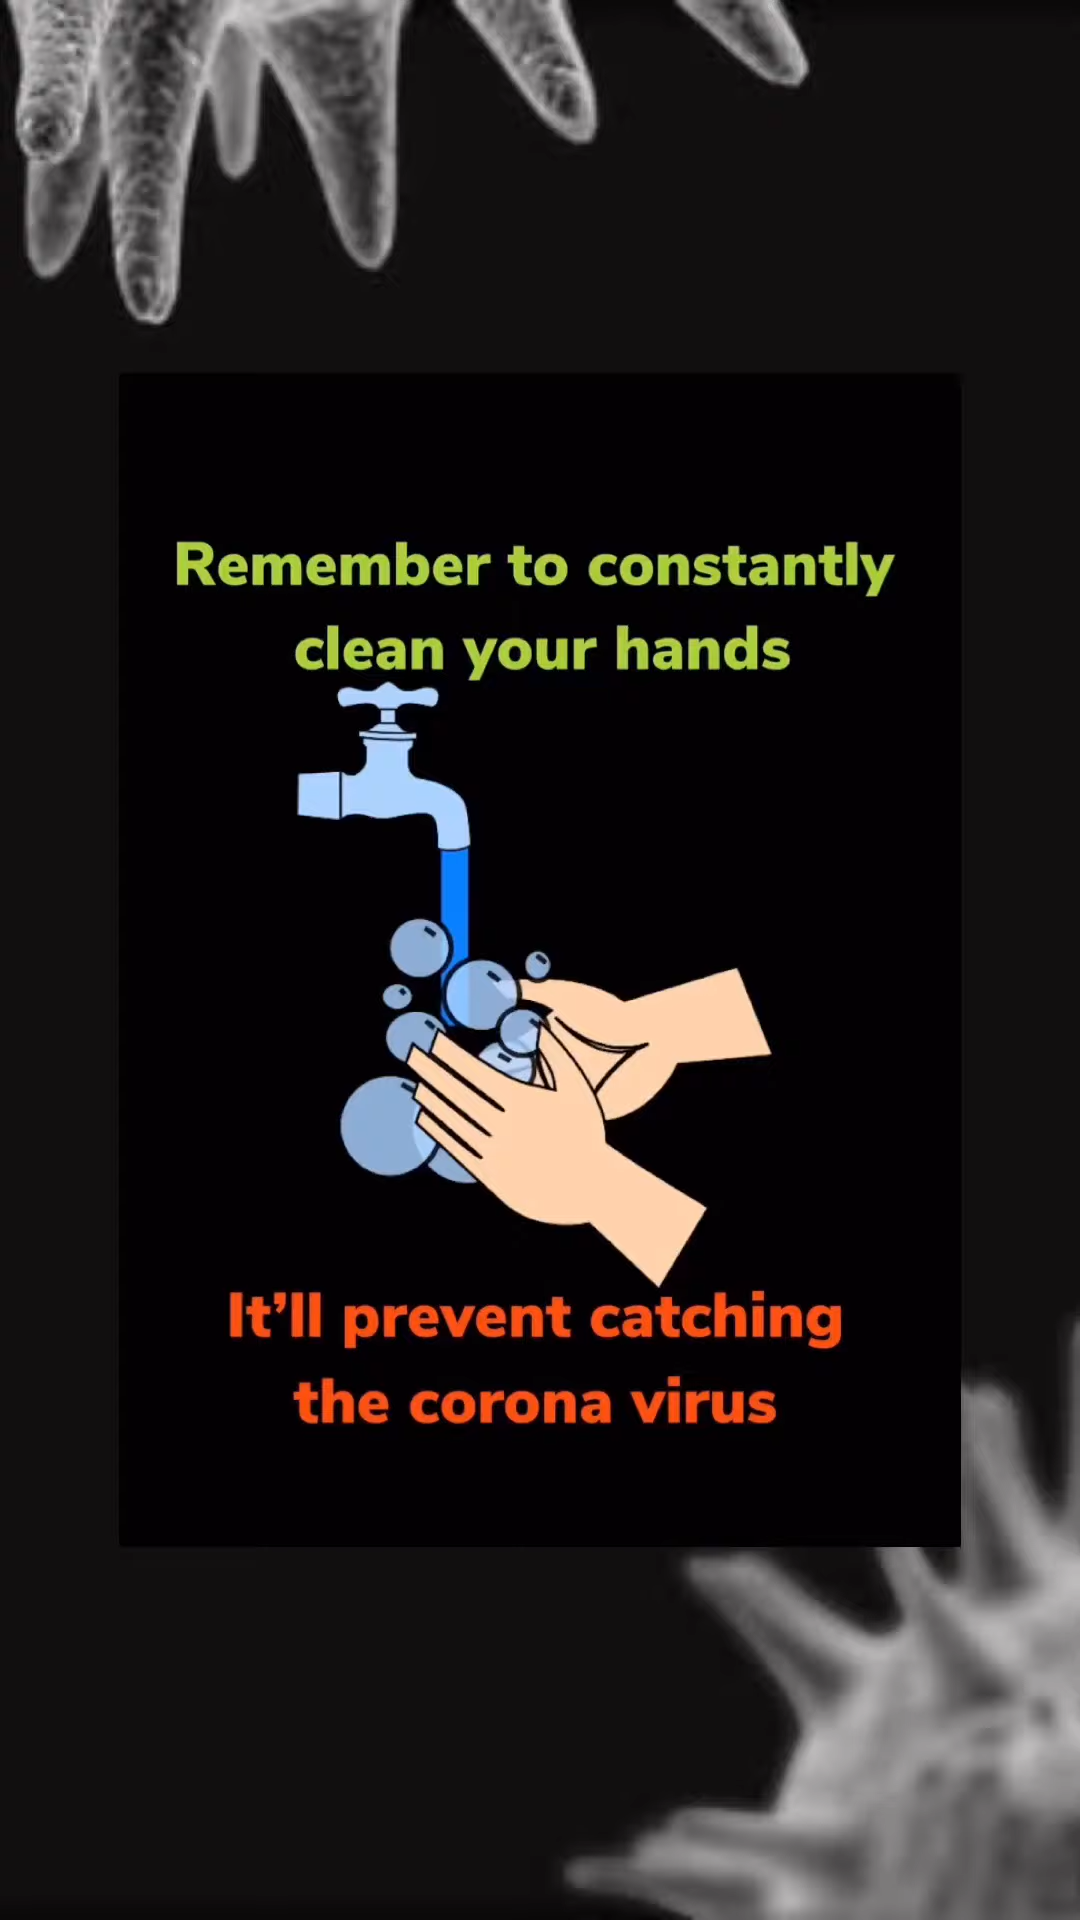 Remember to constantly
clean your hands
It’ll prevent catching
the corona virus